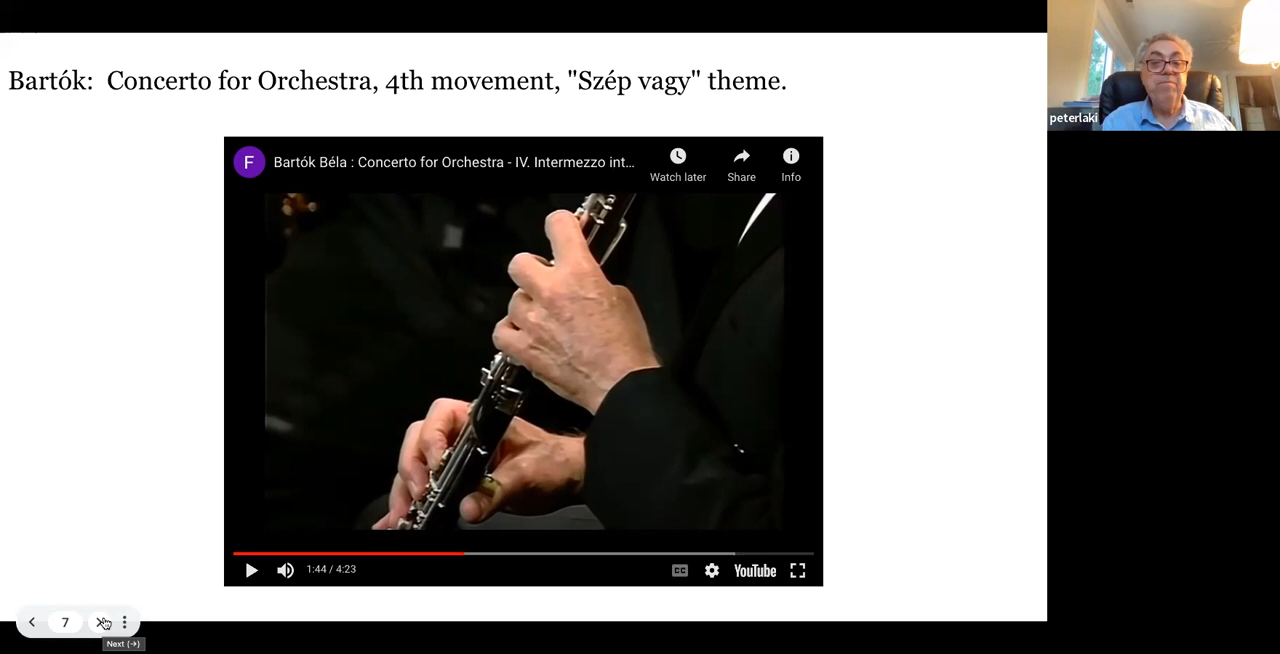 Bartók: Concerto for Orchestra, 4th movement, "Szép vagy" theme.
peterlaki
F
Bartók Béla : Concerto for Orchestra - IV. Intermezzo int...
Watch later
Share
Info
1:44 / 4:23
CC
YouTube
7
Next (→)